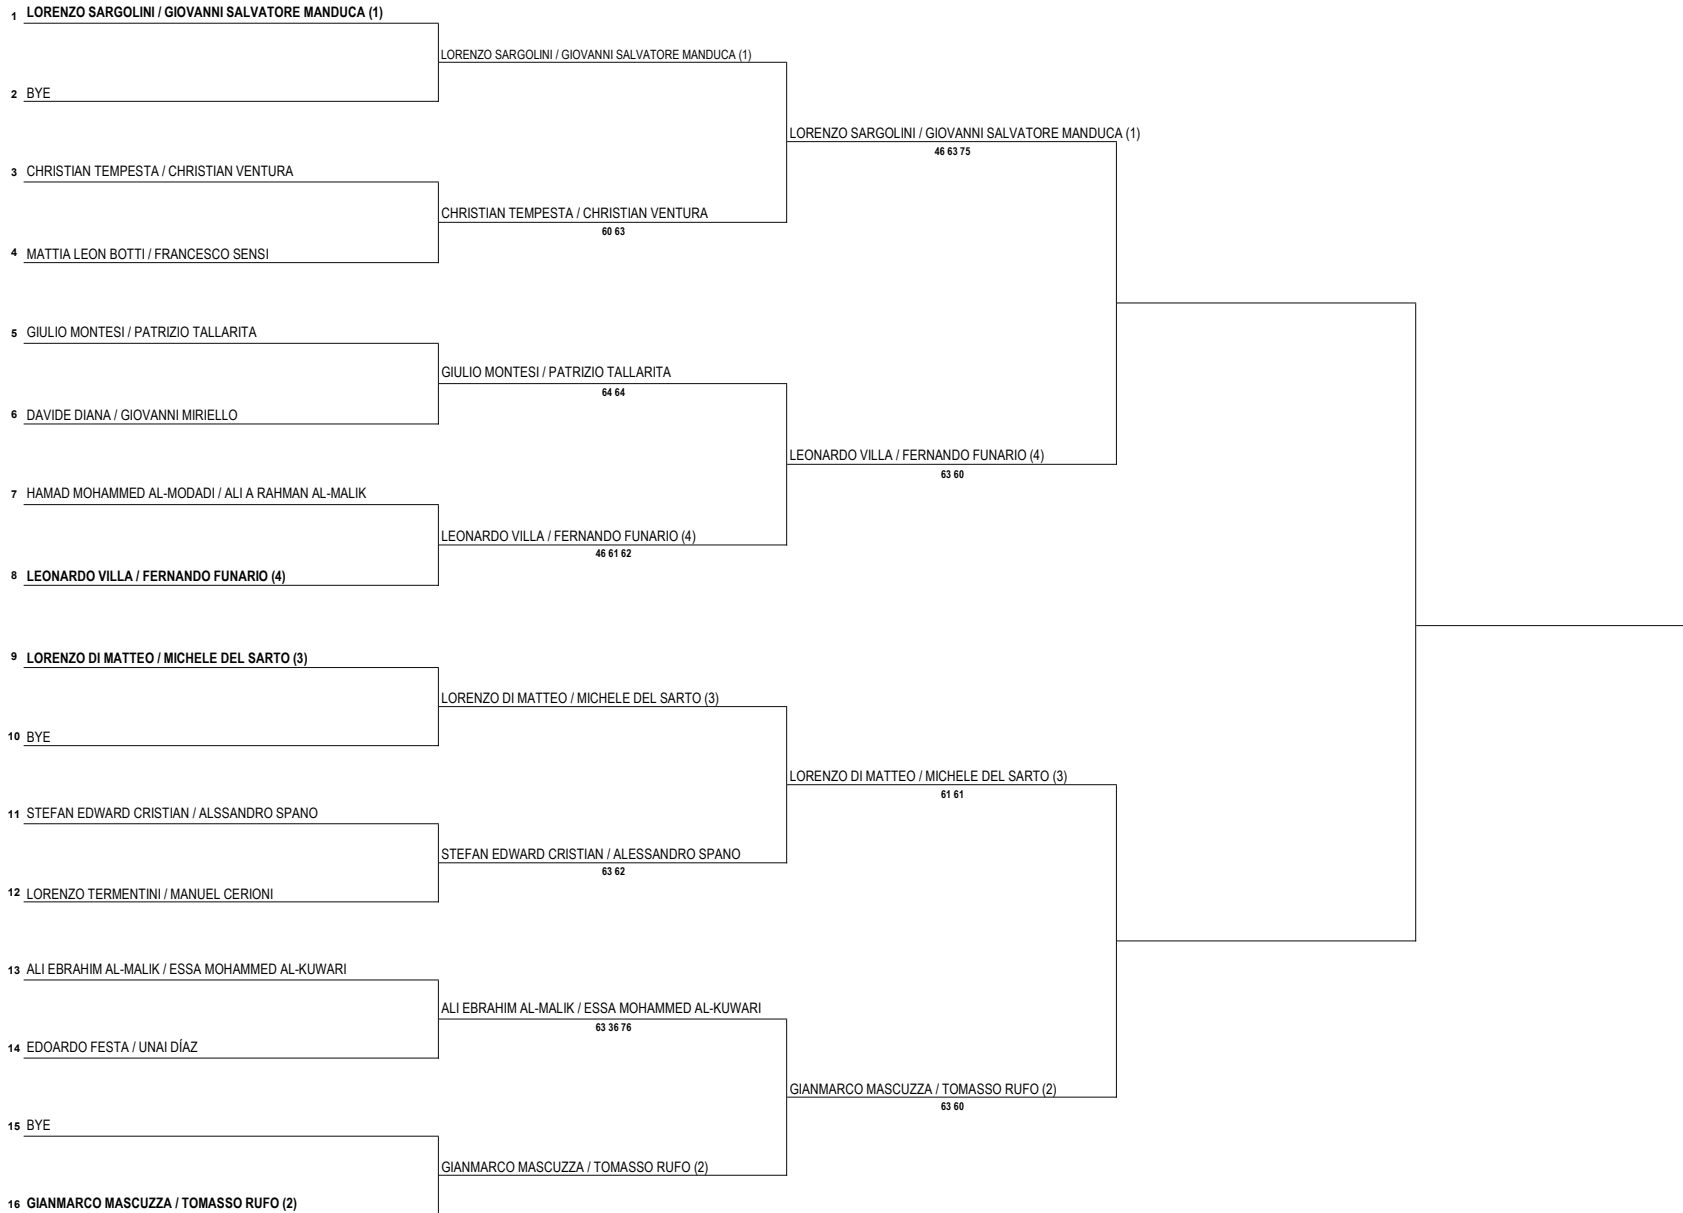 1 LORENZO SARGOLINI / GIOVANNI SALVATORE MANDUCA (1)
LORENZO SARGOLINI / GIOVANNI SALVATORE MANDUCA (1)
2 BYE
LORENZO SARGOLINI / GIOVANNI SALVATORE MANDUCA (1)
46 63 75
3 CHRISTIAN TEMPESTA / CHRISTIAN VENTURA
CHRISTIAN TEMPESTA / CHRISTIAN VENTURA
60 63
4 MATTIA LEON BOTTI / FRANCESCO SENSI
5 GIULIO MONTESI / PATRIZIO TALLARITA
GIULIO MONTESI / PATRIZIO TALLARITA
64 64
6 DAVIDE DIANA / GIOVANNI MIRIELLO
LEONARDO VILLA / FERNANDO FUNARIO (4)
63 60
7 HAMAD MOHAMMED AL-MODADI / ALI A RAHMAN AL-MALIK
LEONARDO VILLA / FERNANDO FUNARIO (4)
46 61 62
8 LEONARDO VILLA / FERNANDO FUNARIO (4)
9 LORENZO DI MATTEO / MICHELE DEL SARTO (3)
LORENZO DI MATTEO / MICHELE DEL SARTO (3)
10 BYE
LORENZO DI MATTEO / MICHELE DEL SARTO (3)
61 61
11 STEFAN EDWARD CRISTIAN / ALSSANDRO SPANO
STEFAN EDWARD CRISTIAN / ALESSANDRO SPANO
63 62
12 LORENZO TERMENTINI / MANUEL CERIONI
13 ALI EBRAHIM AL-MALIK / ESSA MOHAMMED AL-KUWARI
ALI EBRAHIM AL-MALIK / ESSA MOHAMMED AL-KUWARI
63 36 76
14 EDOARDO FESTA / UNAI DÍAZ
GIANMARCO MASCUZZA / TOMASSO RUFO (2)
63 60
15 BYE
GIANMARCO MASCUZZA / TOMASSO RUFO (2)
16 GIANMARCO MASCUZZA / TOMASSO RUFO (2)